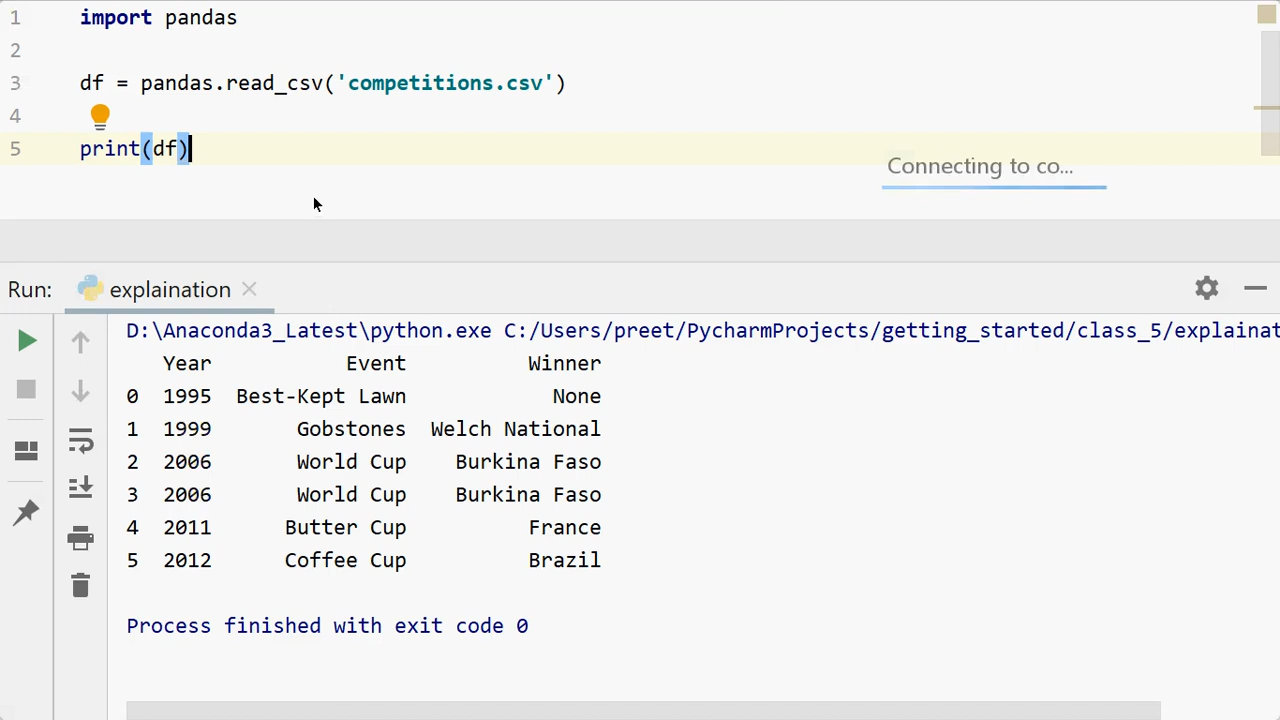 1 import pandas
2
3 df = pandas.read_csv('competitions.csv')
4
5 print(df)
Connecting to co...
Run: explaination
D:\Anaconda3_Latest\python.exe C:/Users/preet/PycharmProjects/getting_started/class_5/explainat
Year Event Winner
0 1995 Best-Kept Lawn None
1 1999 Gobstones Welch National
2 2006 World Cup Burkina Faso
3 2006 World Cup Burkina Faso
4 2011 Butter Cup France
5 2012 Coffee Cup Brazil
Process finished with exit code 0